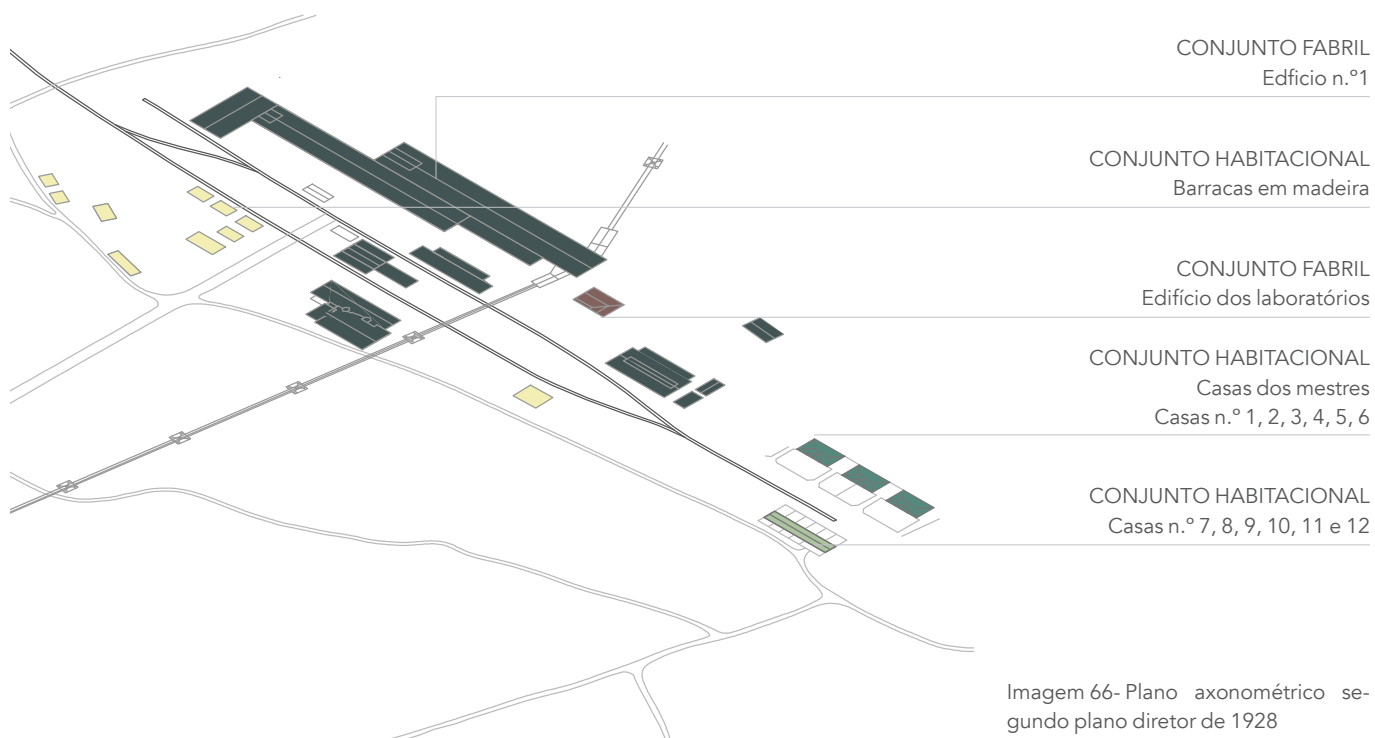 CONJUNTO FABRIL
Edficio n.º1
CONJUNTO HABITACIONAL
Barracas em madeira
CONJUNTO FABRIL
Edifício dos laboratórios
CONJUNTO HABITACIONAL
Casas dos mestres
Casas n.º 1, 2, 3, 4, 5, 6
CONJUNTO HABITACIONAL
Casas n.º 7, 8, 9, 10, 11 e 12
Imagem 66- Plano axonométrico se-
gundo plano diretor de 1928